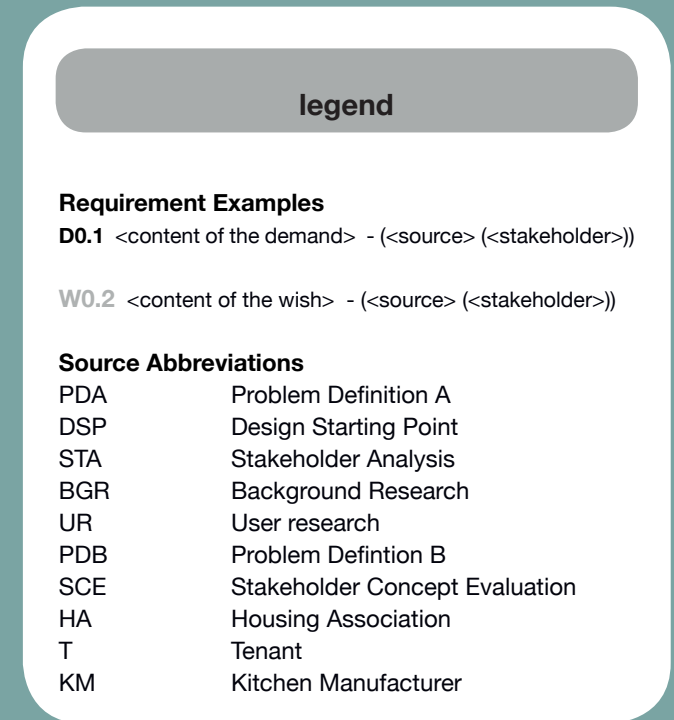 legend
Requirement Examples
D0.1 <content of the demand> - (<source> (<stakeholder>))
W0.2 <content of the wish> - (<source> (<stakeholder>))
Source Abbreviations
PDA Problem Definition A
DSP Design Starting Point
STA Stakeholder Analysis
BGR Background Research
UR User research
PDB Problem Defintion B
SCE Stakeholder Concept Evaluation
HA Housing Association
T Tenant
KM Kitchen Manufacturer